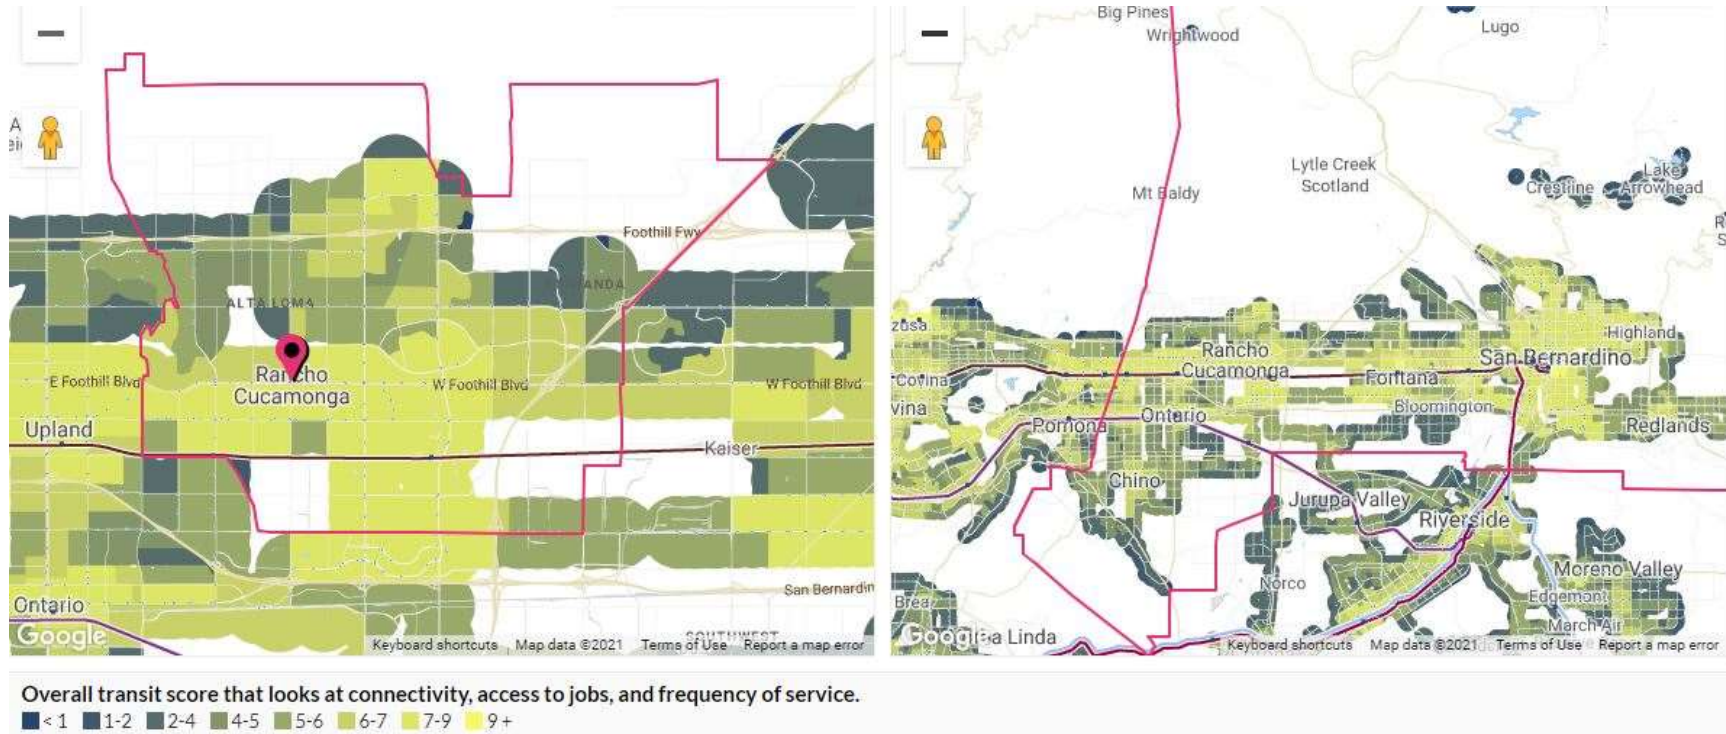 A
ALTA LOMA
Foothill Fwy
ANDA
E Foothill Blvd
Rancho
Cucamonga
W Foothill Blvd
W Foothill Blvd
Upland
Kaiser
San Bernardin
Ontario
Google
SOUTHWEST
Keyboard shortcuts Map data ©2021 Terms of Use Report a map error
Big Pines
Wrightwood
Lugo
Lytle Creek
Scotland
Mt Baldy
Lake
Arrowhead
Crestline
R
S
zusa
Highland
Rancho
Cucamonga
San Bernardino
Covina
Fontana
vina
Ontario
Bloomington
Pomona
Redlands
Chino
Jurupa Valley
Riverside
Moreno Valley
Norco
Edgemont
Brea
March Air
Google
a Linda
Keyboard shortcuts Map data ©2021 Terms of Use Report a map error
Overall transit score that looks at connectivity, access to jobs, and frequency of service.
< 1 1-2 2-4 4-5 5-6 6-7 7-9 9 +